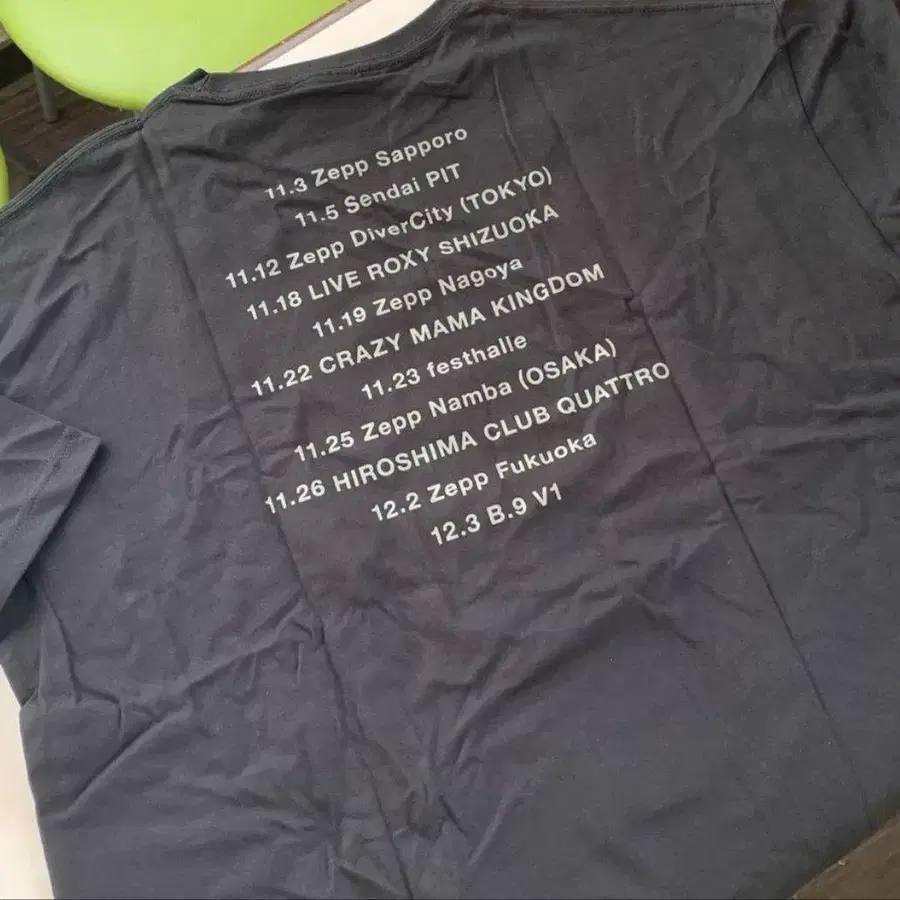 11.3 Zepp Sapporo
11.5 Sendai PIT
11.12 Zepp DiverCity (TOKYO)
11.18 LIVE ROXY SHIZUOKA
11.19 Zepp Nagoya
11.22 CRAZY MAMA KINGDOM
11.23 festhalle
11.25 Zepp Namba (OSAKA)
11.26 HIROSHIMA CLUB QUATTRO
12.2 Zepp Fukuoka
12.3 B.9 V1